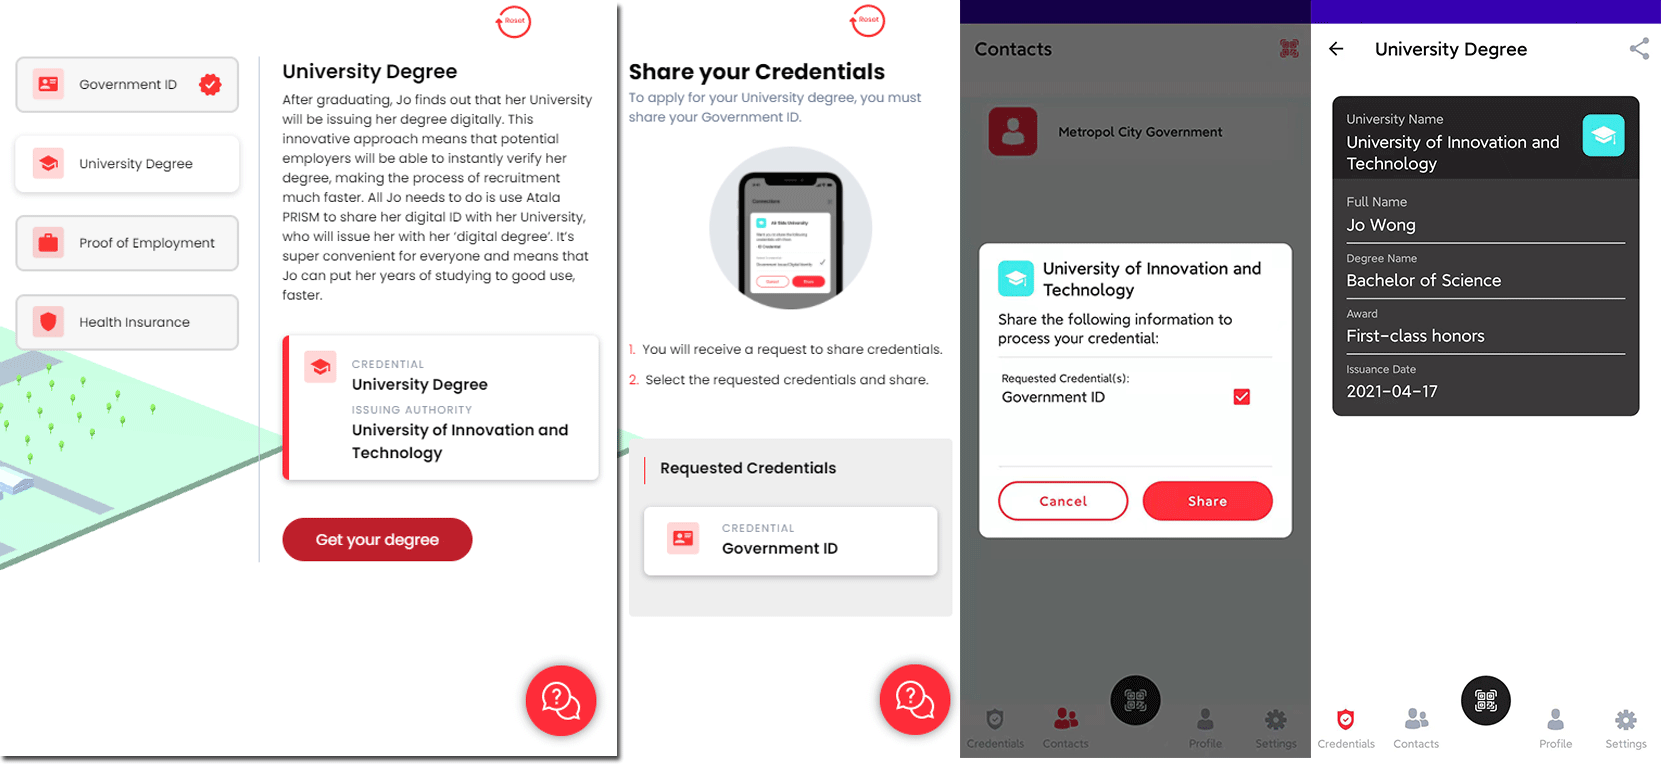 Reset
Government ID
University Degree
Proof of Employment
Health Insurance
University Degree
After graduating, Jo finds out that her University
will be issuing her degree digitally. This
innovative approach means that potential
employers will be able to instantly verify her
degree, making the process of recruitment
much faster. All Jo needs to do is use Atala
PRISM to share her digital ID with her University,
who will issue her with her ‘digital degree’. It’s
super convenient for everyone and means that
Jo can put her years of studying to good use,
faster.
CREDENTIAL
University Degree
ISSUING AUTHORITY
University of Innovation and
Technology
Get your degree
Reset
Share your Credentials
To apply for your University degree, you must
share your Government ID.
Connections
Air Side University
ID Credential
1. You will receive a request to share credentials.
2. Select the requested credentials and share.
Requested Credentials
CREDENTIAL
Government ID
Contacts
Metropol City Government
University of Innovation and
Technology
Share the following information to
process your credential:
Requested Credential(s):
Government ID
Cancel
Share
Credentials
Contacts
Profile
Settings
University Degree
University Name
University of Innovation and
Technology
Full Name
Jo Wong
Degree Name
Bachelor of Science
Award
First-class honors
Issuance Date
2021-04-17
Credentials
Contacts
Profile
Settings